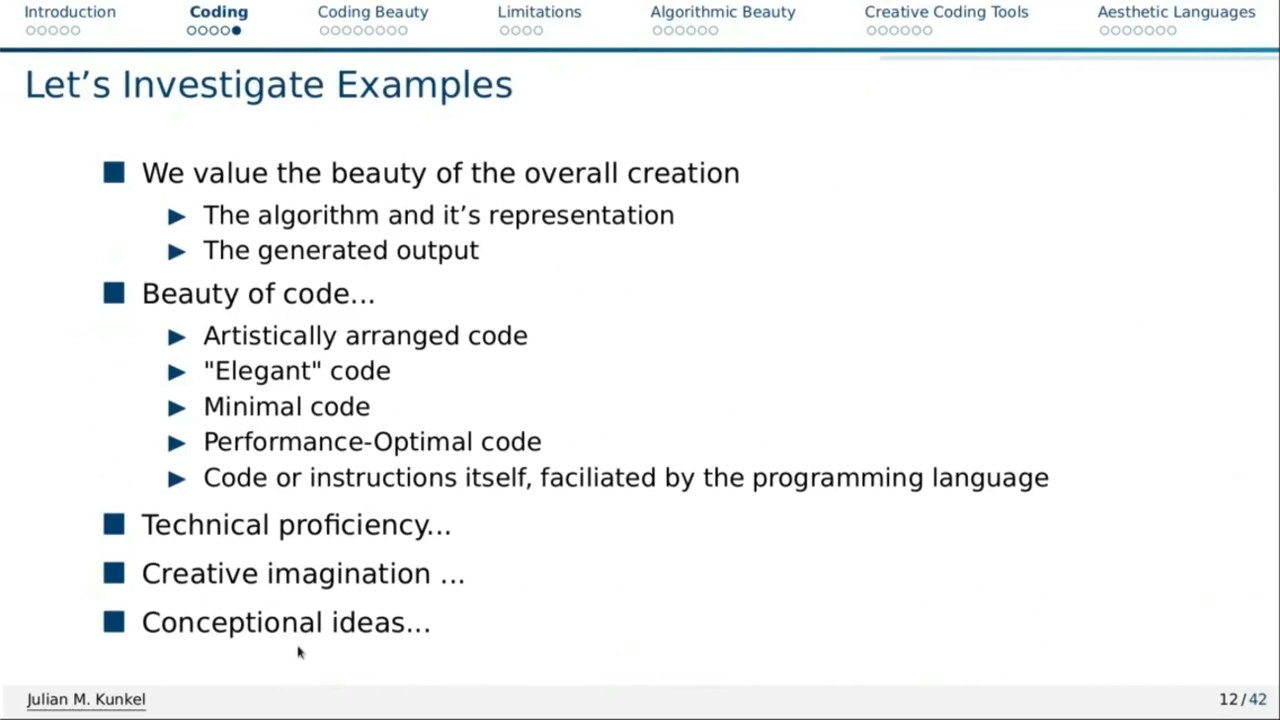 Introduction Coding Coding Beauty Limitations Algorithmic Beauty Creative Coding Tools Aesthetic Languages
Let’s Investigate Examples
We value the beauty of the overall creation
The algorithm and it’s representation
The generated output
Beauty of code...
Artistically arranged code
"Elegant" code
Minimal code
Performance-Optimal code
Code or instructions itself, faciliated by the programming language
Technical proficiency...
Creative imagination ...
Conceptional ideas...
Julian M. Kunkel 12/42